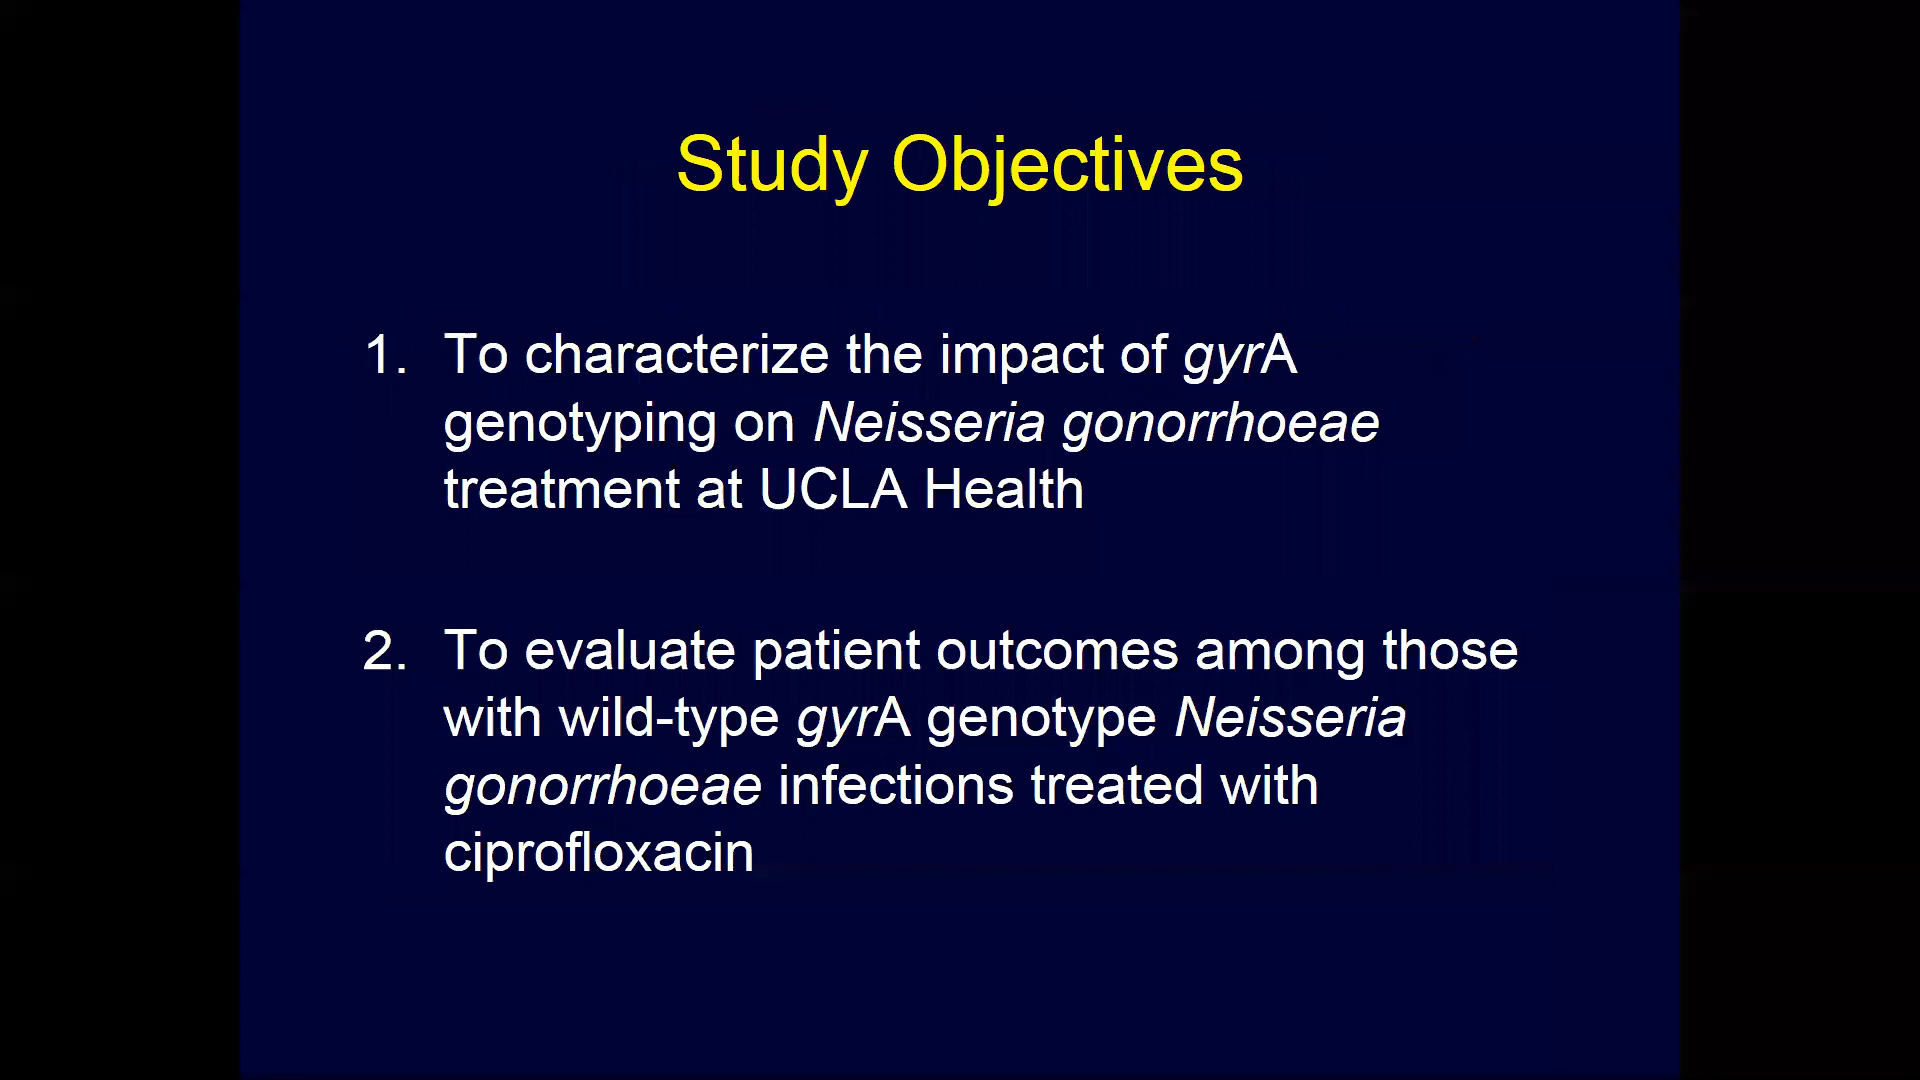 Study Objectives
1. To characterize the impact of gyrA
genotyping on Neisseria gonorrhoeae
treatment at UCLA Health
2. To evaluate patient outcomes among those
with wild-type gyrA genotype Neisseria
gonorrhoeae infections treated with
ciprofloxacin